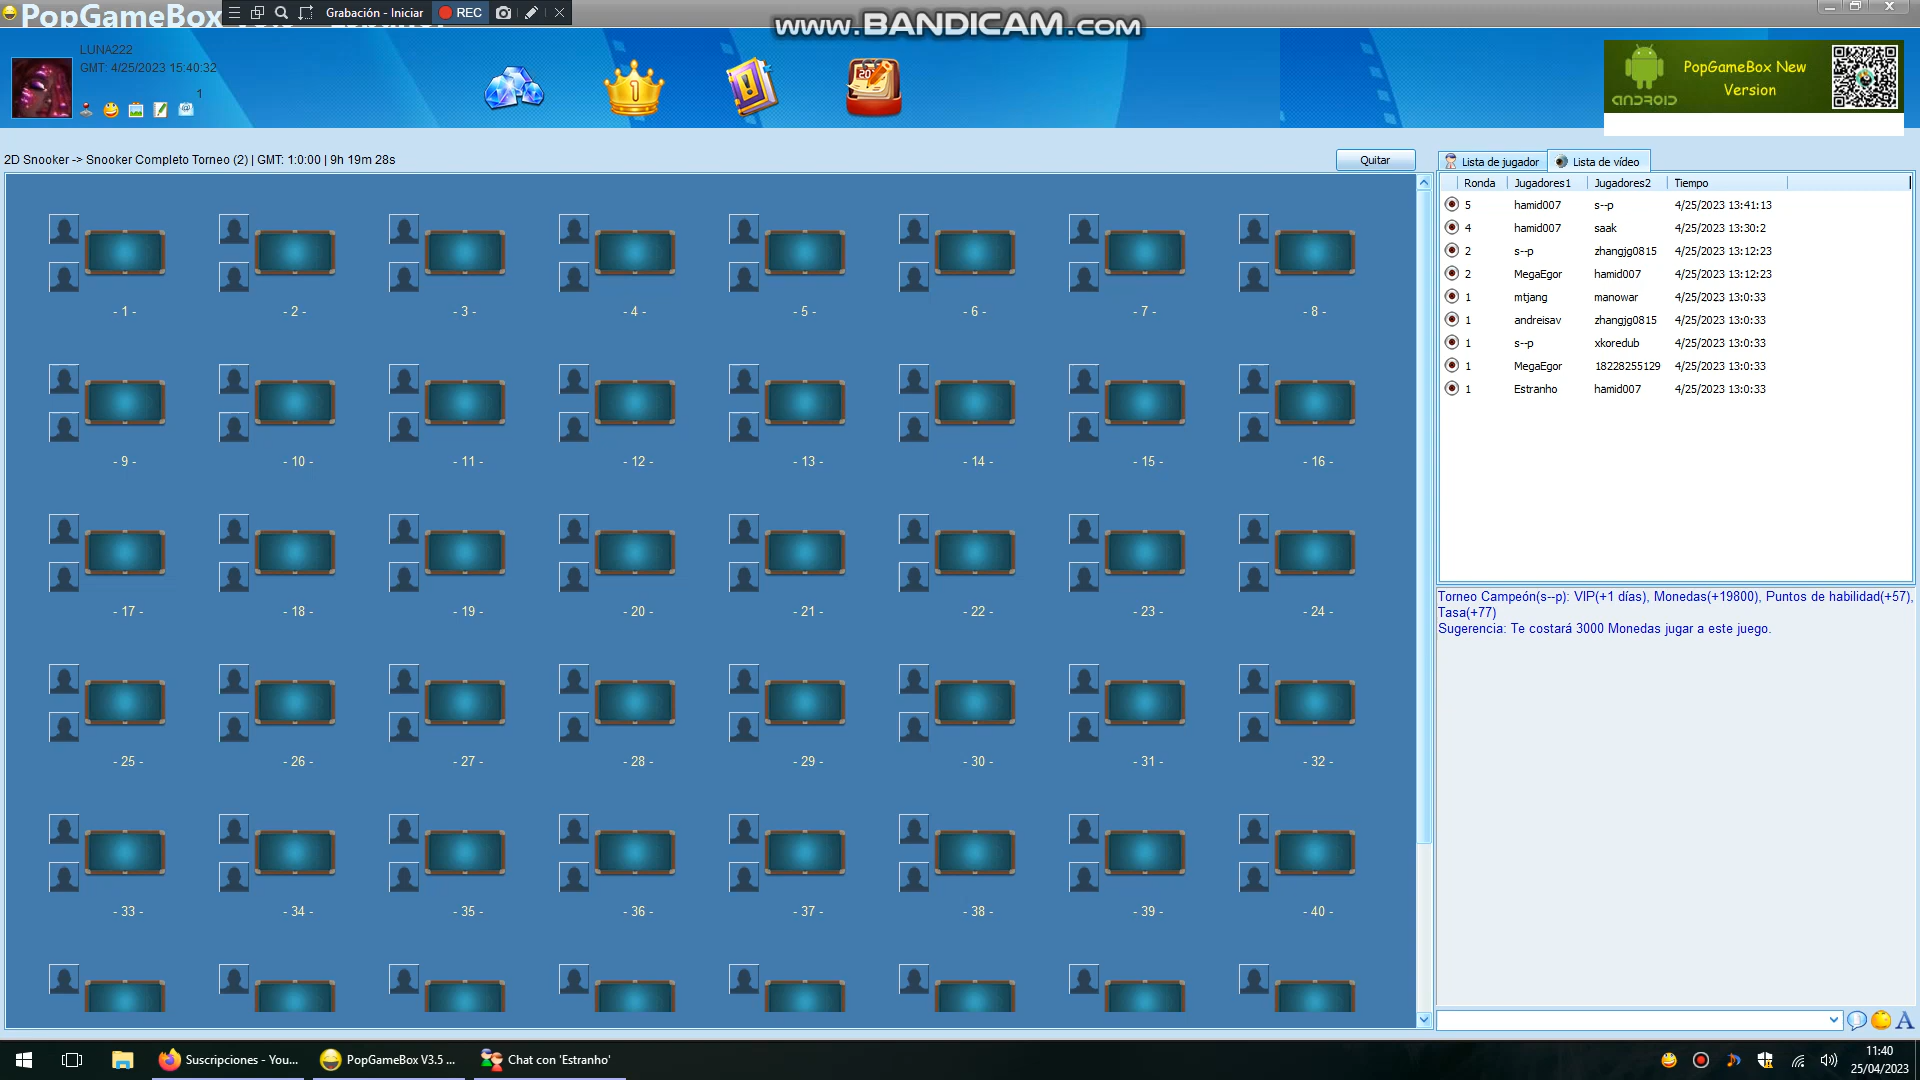 PopGameBox
Grabación - Iniciar
REC
www.BANDICAM.com
LUNA222
GMT: 4/25/2023 15:40:32
1
1
ANDROID
PopGameBox New
Version
2D Snooker -> Snooker Completo Torneo (2) | GMT: 1:0:00 | 9h 19m 28s
Quitar
Lista de jugador
Lista de vídeo
Ronda Jugadores1 Jugadores2 Tiempo
5 hamid007 s--p 4/25/2023 13:41:13
4 hamid007 saak 4/25/2023 13:30:2
2 s--p zhangjg0815 4/25/2023 13:12:23
2 MegaEgor hamid007 4/25/2023 13:12:23
1 mtjang manowar 4/25/2023 13:0:33
1 andreisav zhangjg0815 4/25/2023 13:0:33
1 s--p xkoredub 4/25/2023 13:0:33
1 MegaEgor 18228255129 4/25/2023 13:0:33
1 Estranho hamid007 4/25/2023 13:0:33
- 1 - - 2 - - 3 - - 4 - - 5 - - 6 - - 7 - - 8 -
- 9 - - 10 - - 11 - - 12 - - 13 - - 14 - - 15 - - 16 -
- 17 - - 18 - - 19 - - 20 - - 21 - - 22 - - 23 - - 24 -
- 25 - - 26 - - 27 - - 28 - - 29 - - 30 - - 31 - - 32 -
- 33 - - 34 - - 35 - - 36 - - 37 - - 38 - - 39 - - 40 -
Torneo Campeón(s--p): VIP(+1 días), Monedas(+19800), Puntos de habilidad(+57),
Tasa(+77)
Sugerencia: Te costará 3000 Monedas jugar a este juego.
A
Suscripciones - You...
PopGameBox V3.5 ...
Chat con 'Estranho'
11:40
25/04/2023